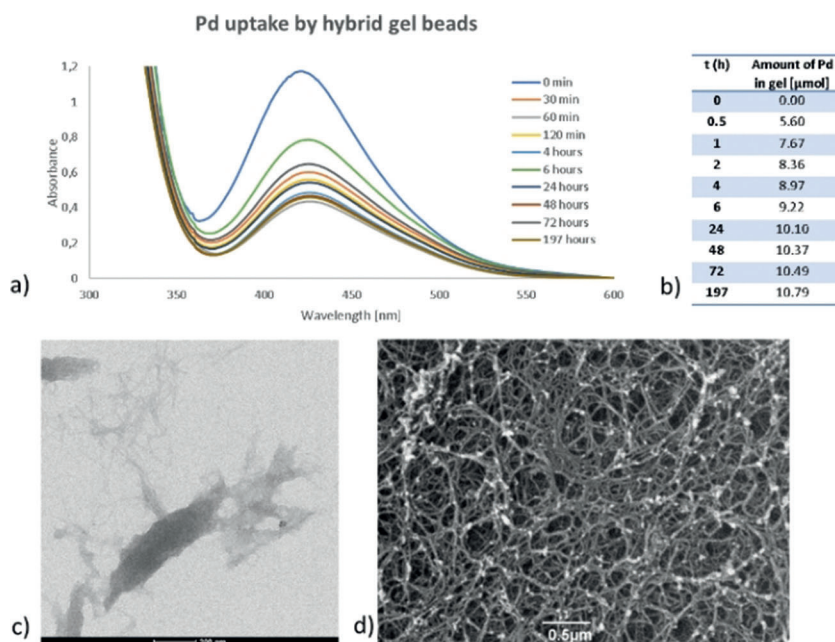 Pd uptake by hybrid gel beads
1,2
1
0,8
0,6
0,4
0,2
0
Absorbance
300
350
400
450
500
550
600
Wavelength [nm]
0 min
30 min
60 min
120 min
4 hours
6 hours
24 hours
48 hours
72 hours
197 hours
a)
t (h) Amount of Pd
in gel [µmol]
0 0.00
0.5 5.60
1 7.67
2 8.36
4 8.97
6 9.22
24 10.10
48 10.37
72 10.49
197 10.79
b)
c)
d)
0.5µm